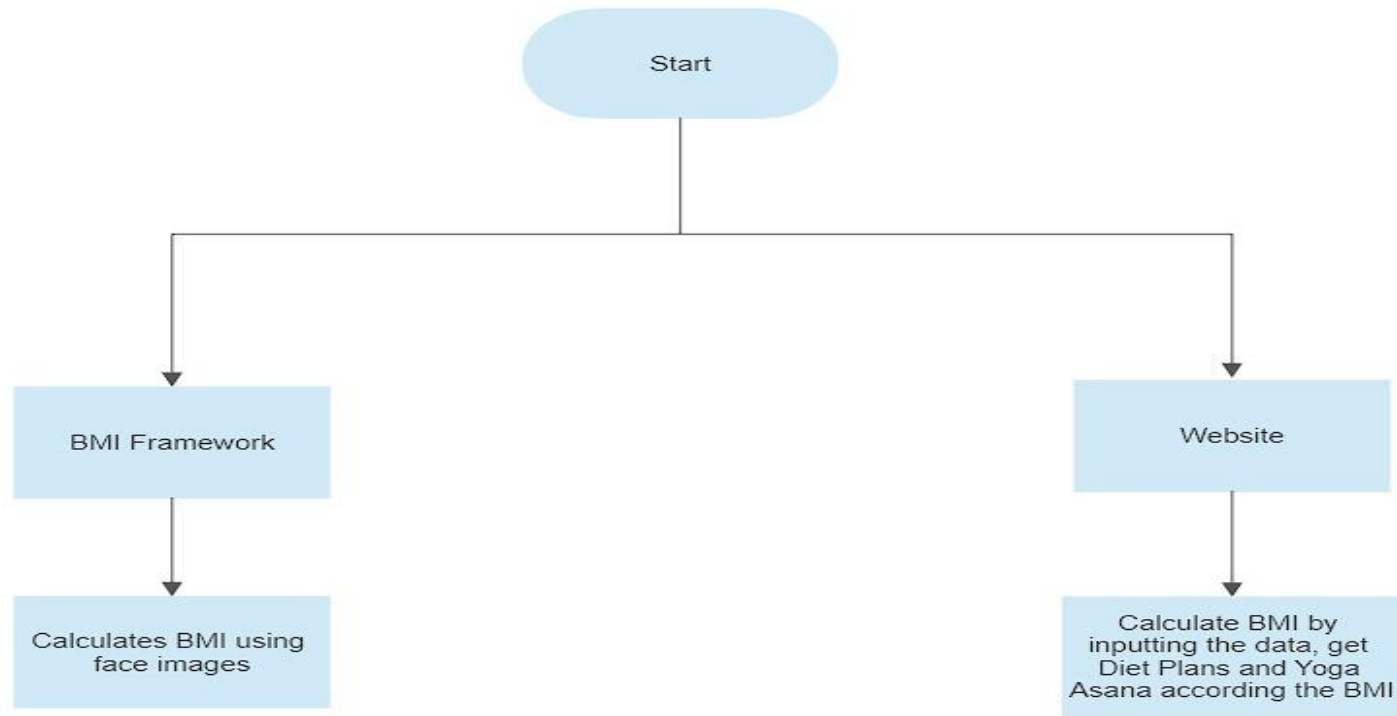 Start
BMI Framework
Website
Calculates BMI using
face images
Calculate BMI by
inputting the data, get
Diet Plans and Yoga
Asana according the BMI